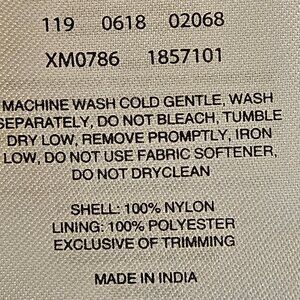 119 0618 02068
XM0786 1857101
MACHINE WASH COLD GENTLE, WASH
SEPARATELY, DO NOT BLEACH, TUMBLE
DRY LOW, REMOVE PROMPTLY, IRON
LOW, DO NOT USE FABRIC SOFTENER,
DO NOT DRYCLEAN
SHELL: 100% NYLON
LINING: 100% POLYESTER
EXCLUSIVE OF TRIMMING
MADE IN INDIA